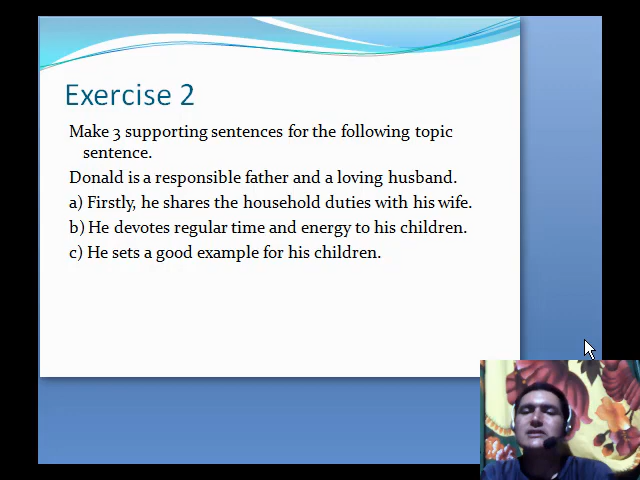 Exercise 2
Make 3 supporting sentences for the following topic
sentence.
Donald is a responsible father and a loving husband.
a) Firstly, he shares the household duties with his wife.
b) He devotes regular time and energy to his children.
c) He sets a good example for his children.